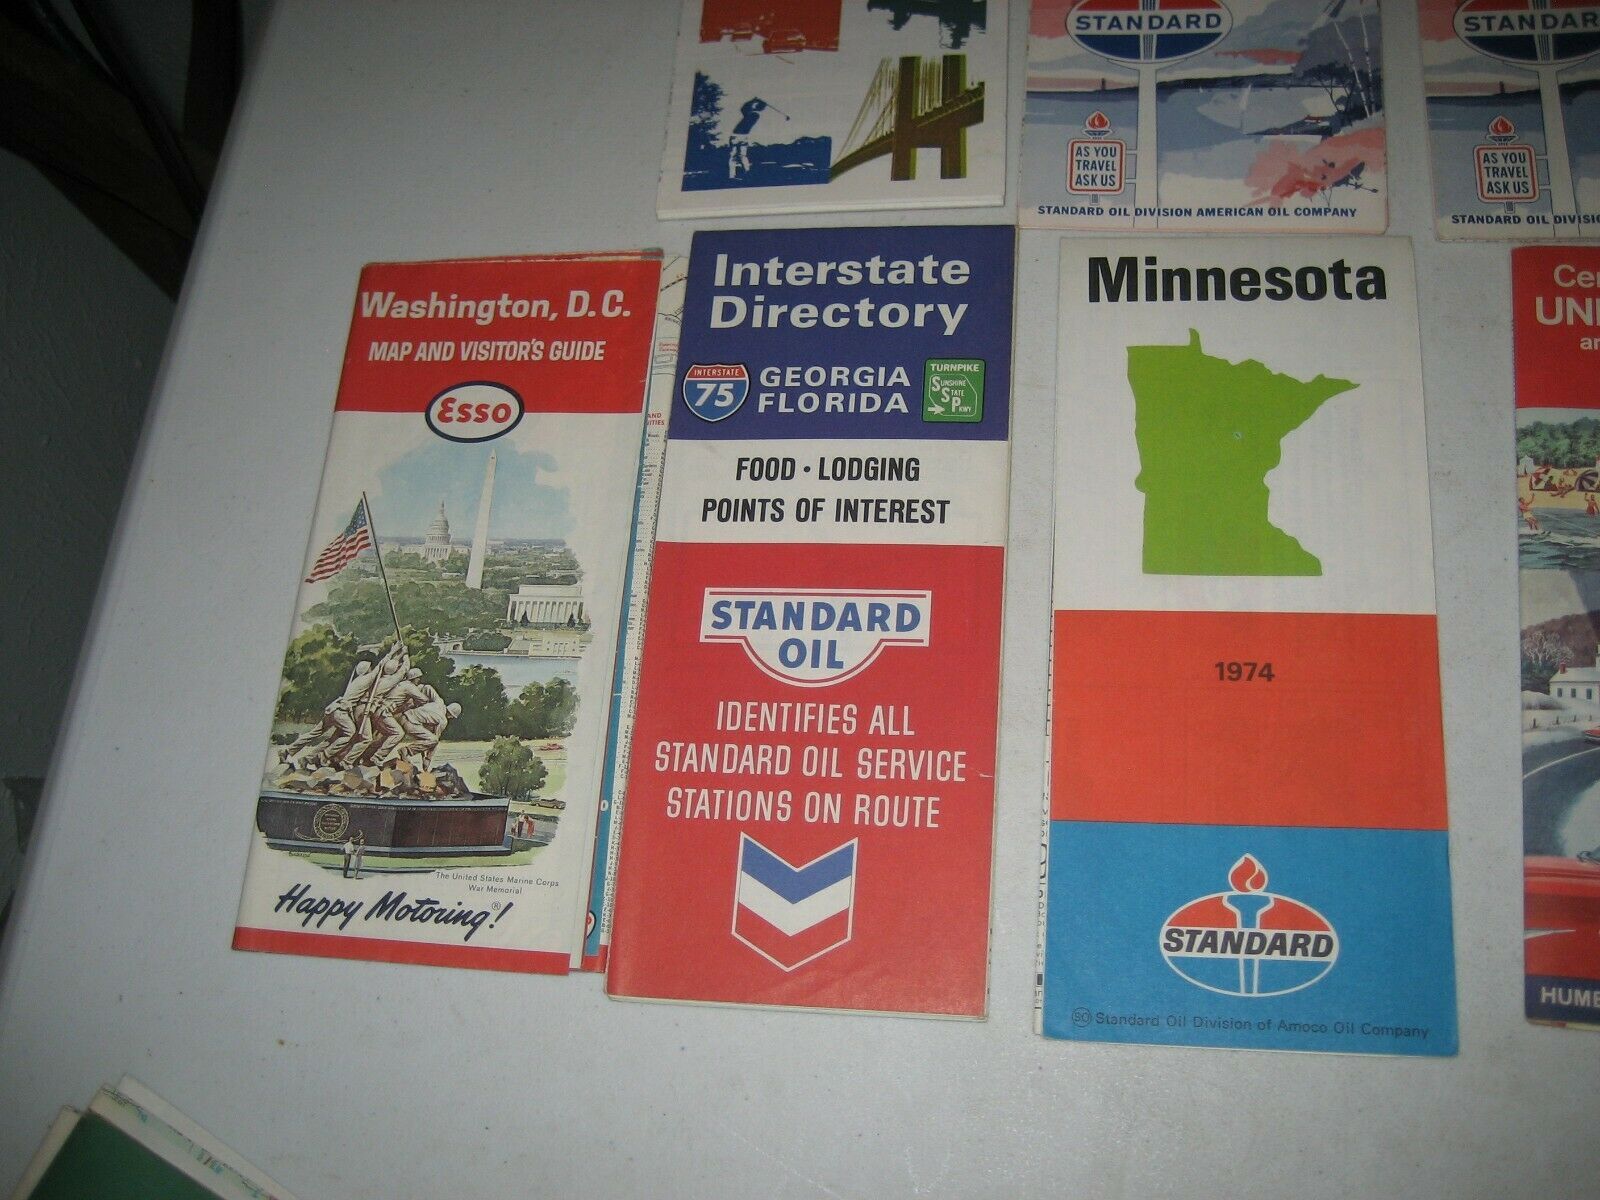 STANDARD
AS YOU
TRAVEL
ASK US
STANDARD OIL DIVISION AMERICAN OIL COMPANY
STANDARD
AS YOU
TRAVEL
ASK US
STANDARD OIL
Washington, D.C.
MAP AND VISITOR'S GUIDE
Esso
The United States Marine Corps
War Memorial
Happy Motoring!®
Interstate
Directory
INTERSTATE
75
GEORGIA
FLORIDA
TURNPIKE
SUNSHINE
STATE
PKWY
FOOD • LODGING
POINTS OF INTEREST
STANDARD
OIL
IDENTIFIES ALL
STANDARD OIL SERVICE
STATIONS ON ROUTE
Minnesota
1974
STANDARD
SO Standard Oil Division of Amoco Oil Company